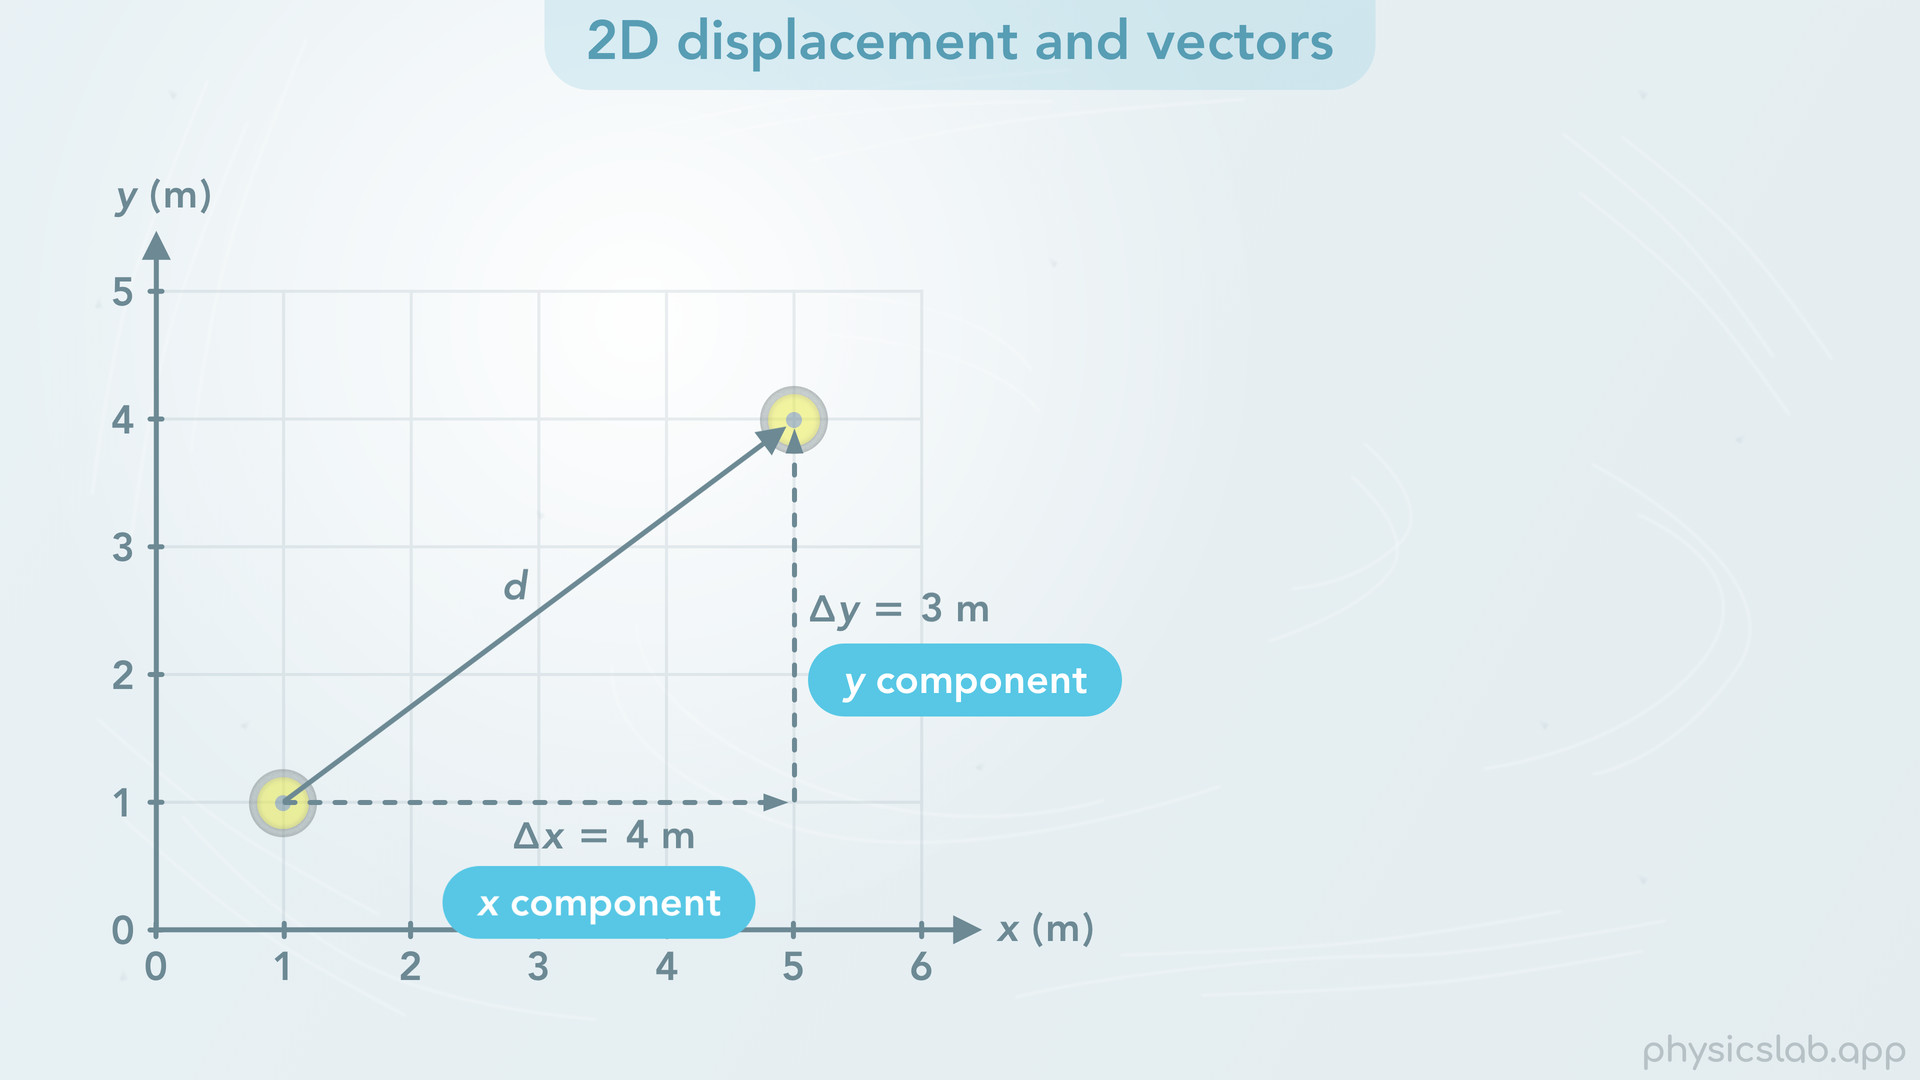 2D displacement and vectors
y (m)
5
4
3
2
1
0
d
Δy = 3 m
y component
Δx = 4 m
x component
x (m)
0 1 2 3 4 5 6
physicslab.app